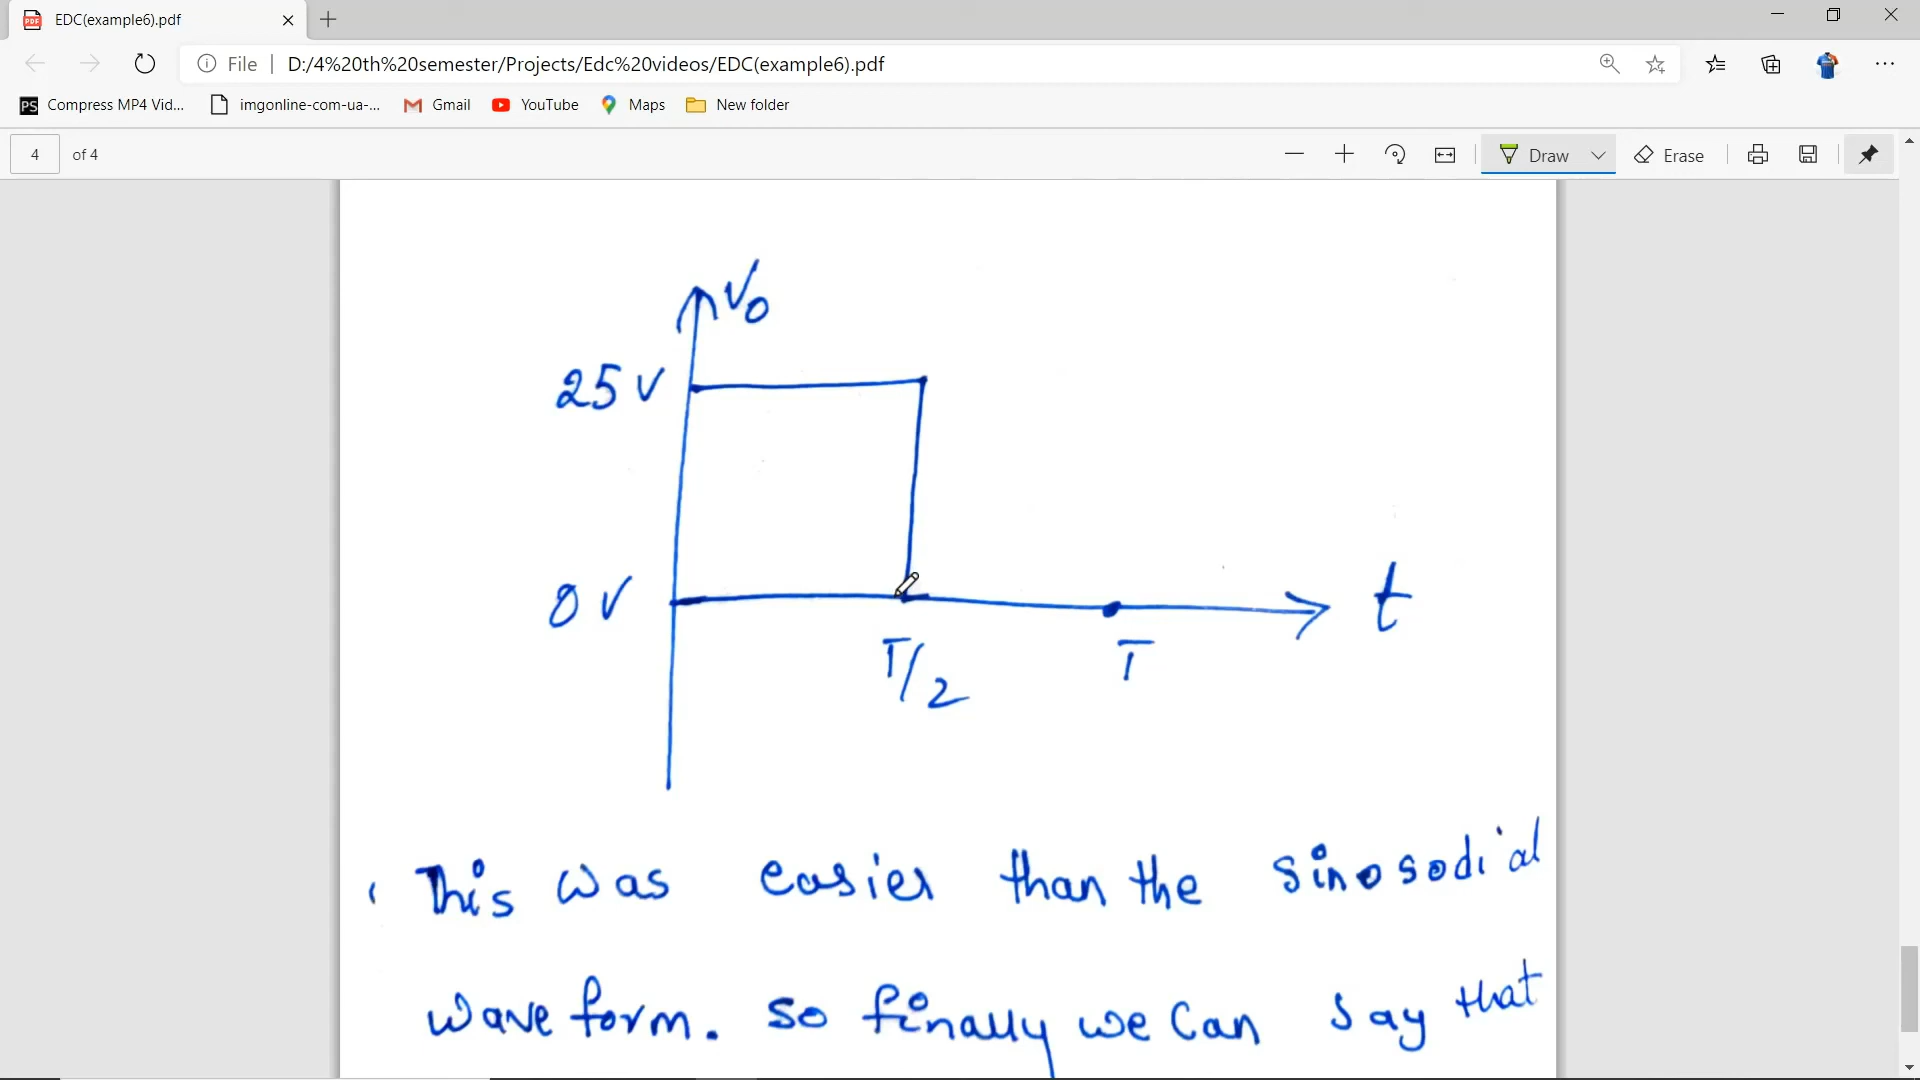 EDC(example6).pdf
File | D:/4%20th%20semester/Projects/Edc%20videos/EDC(example6).pdf
Compress MP4 Vid... imgonline-com-ua-... Gmail YouTube Maps New folder
4 of 4 Draw Erase
Vo
25 V
0 V t
T/2 T
This was easier than the sinosodial
wave form. so finally we can say that